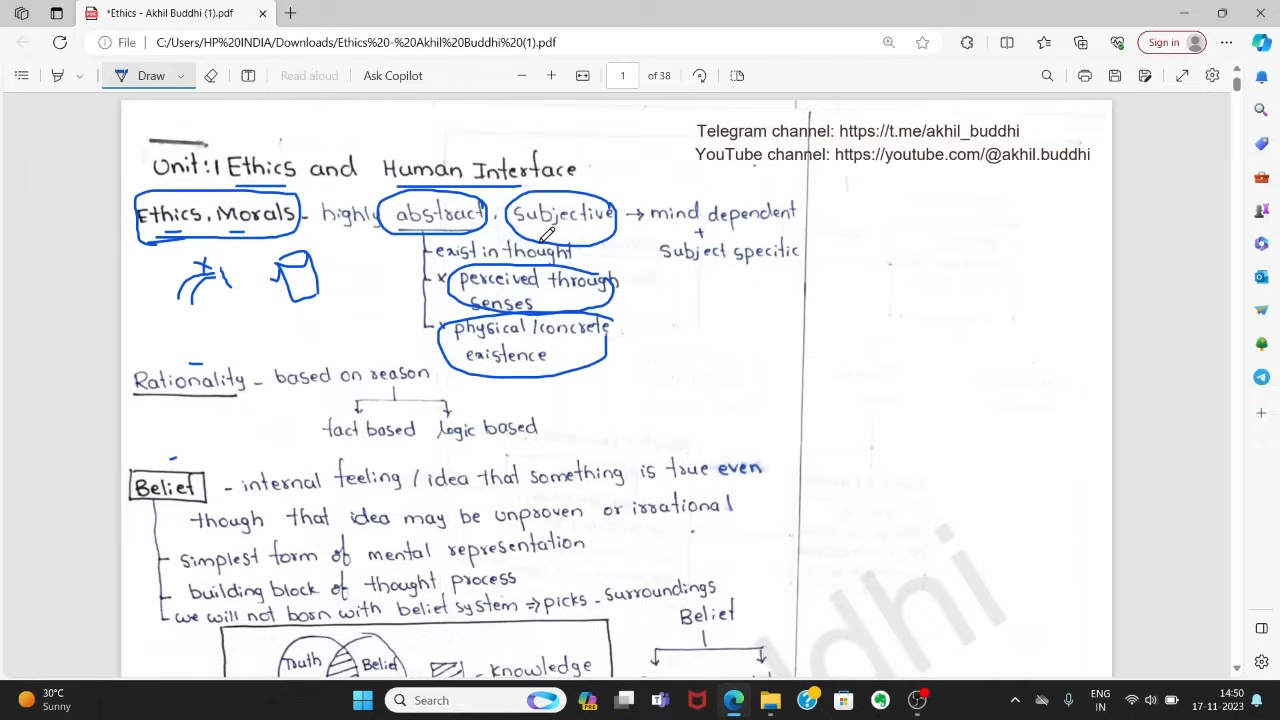 *Ethics - Akhil Buddhi (1).pdf
File C:/Users/HP%20INDIA/Downloads/Ethics%20-%20Akhil%20Buddhi%20(1).pdf
Sign in
Draw
Read aloud
Ask Copilot
1 of 38
Telegram channel: https://t.me/akhil_buddhi
YouTube channel: https://youtube.com/@akhil.buddhi
Unit:1 Ethics and Human Interface
Ethics, Morals - highly abstract, subjective → mind dependent
+
subject specific
exist in thought
x perceived through
senses
x physical/concrete
existence
Rationality - based on reason
fact based logic based
Belief - internal feeling / idea that something is true even
though that idea may be unproven or irrational
simplest form of mental representation
building block of thought process
we will not born with belief system ⇒ picks - surroundings
Belief
Truth Belief - knowledge
ddhi
30°C
Sunny
Search
ENG
IN
14:50
17-11-2023